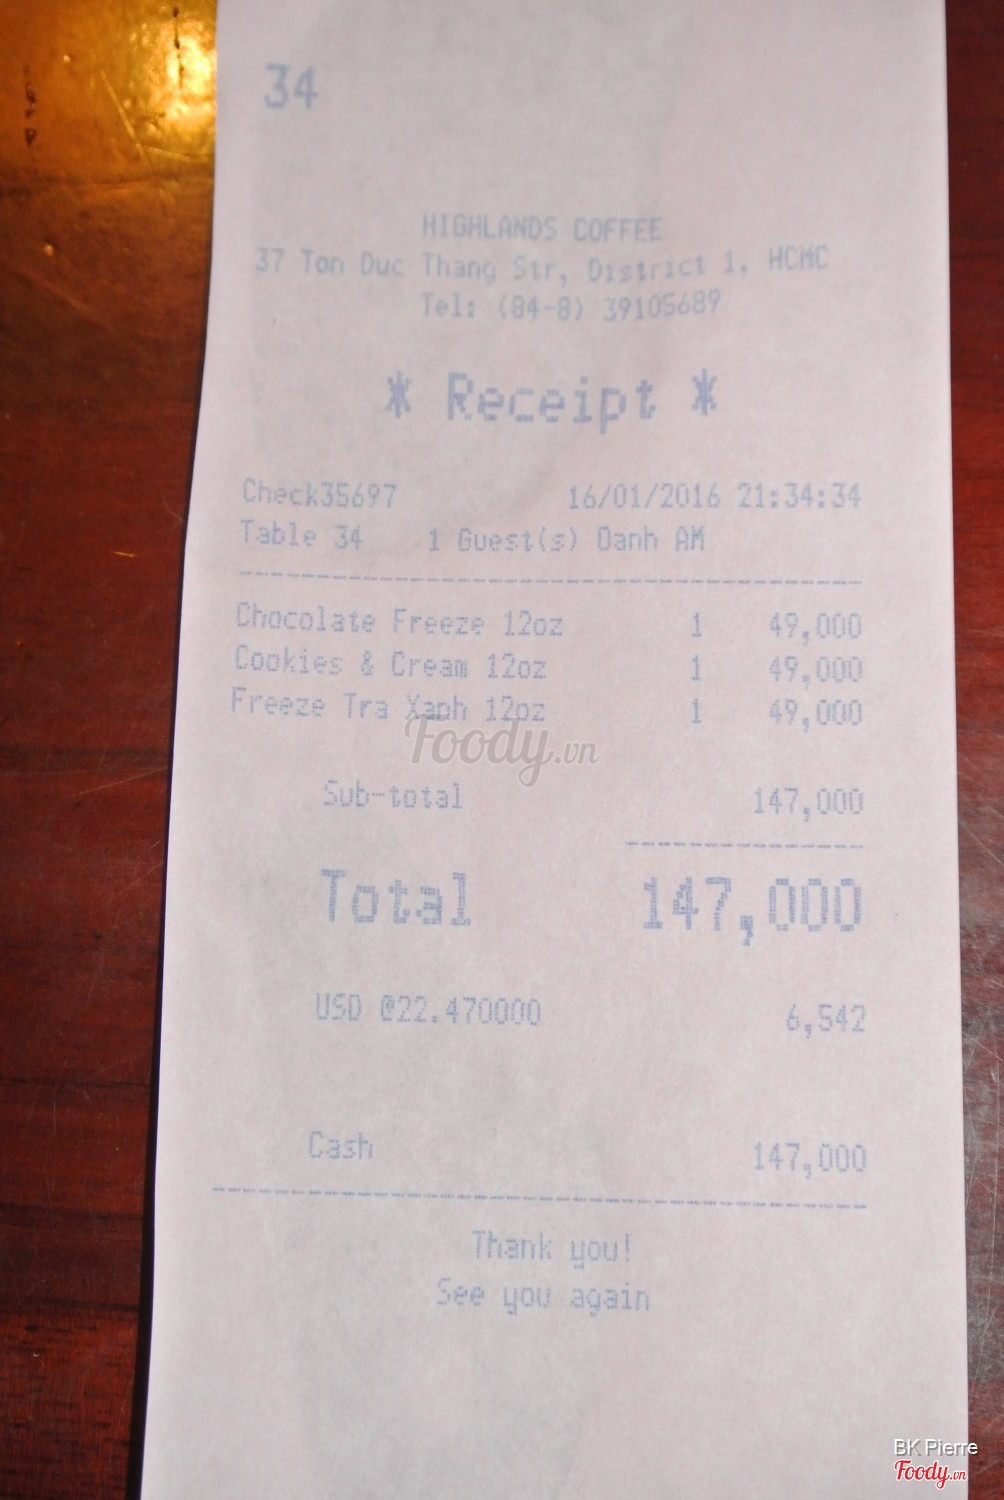 34
HIGHLANDS COFFEE
37 Ton Duc Thang Str, District 1, HCMC
Tel: (84-8) 39105689
* Receipt *
Check35697 16/01/2016 21:34:34
Table 34 1 Guest(s) Oanh AM
Chocolate Freeze 12oz 1 49,000
Cookies & Cream 12oz 1 49,000
Freeze Tra Xanh 12oz 1 49,000
Foody.vn
Sub-total 147,000
Total 147,000
USD @22.470000 6,542
Cash 147,000
Thank you!
See you again
BK Pierre
Foody.vn